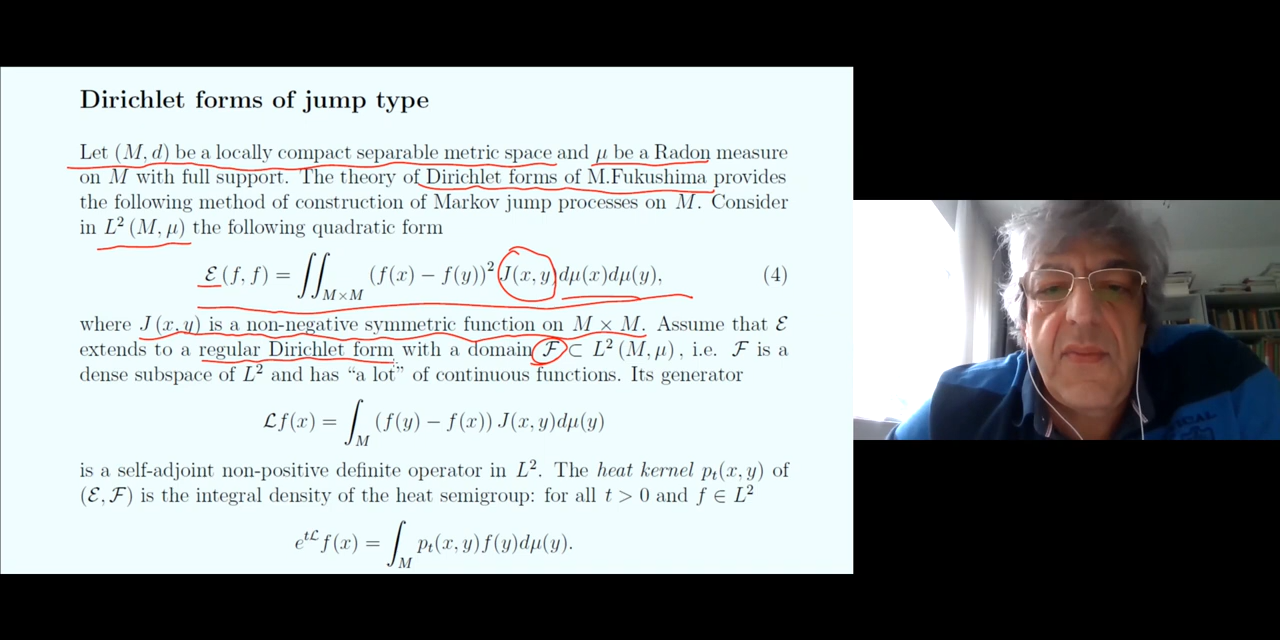 Dirichlet forms of jump type
Let (M, d) be a locally compact separable metric space and μ be a Radon measure
on M with full support. The theory of Dirichlet forms of M.Fukushima provides
the following method of construction of Markov jump processes on M. Consider
in L² (M, μ) the following quadratic form
ℰ (f, f) = ∬_{M×M} (f(x) − f(y))² J(x, y) dμ(x)dμ(y), (4)
where J (x, y) is a non-negative symmetric function on M × M. Assume that ℰ
extends to a regular Dirichlet form with a domain ℱ ⊂ L² (M, μ) , i.e. ℱ is a
dense subspace of L² and has “a lot” of continuous functions. Its generator
ℒf(x) = ∫_M (f(y) − f(x)) J(x, y)dμ(y)
is a self-adjoint non-positive definite operator in L². The heat kernel p_t(x, y) of
(ℰ, ℱ) is the integral density of the heat semigroup: for all t > 0 and f ∈ L²
e^{tℒ} f(x) = ∫_M p_t(x, y)f(y)dμ(y).